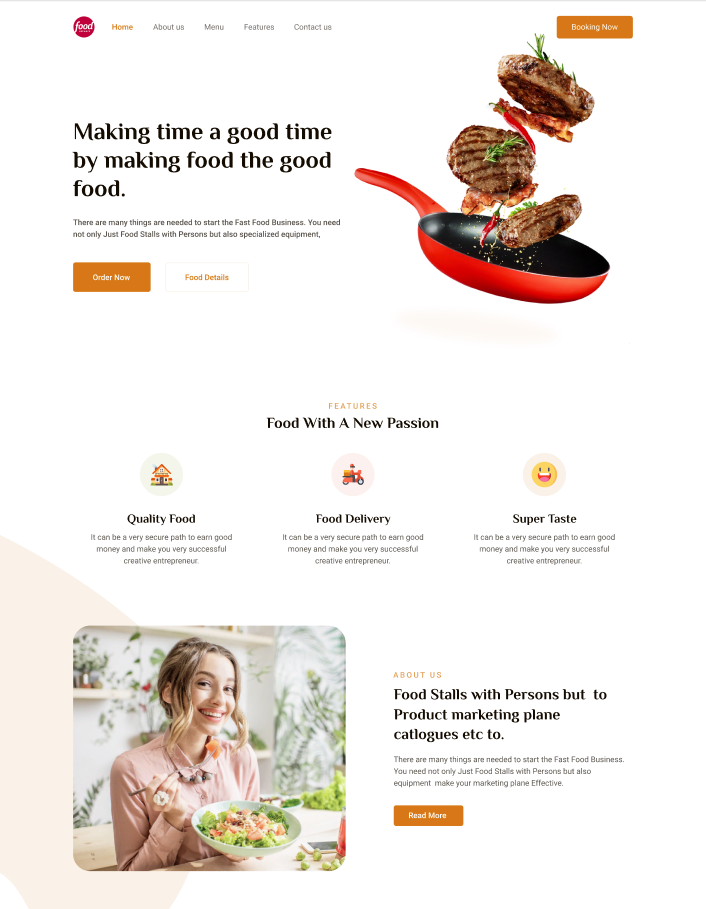 food
Home
About us
Menu
Features
Contact us
Booking Now
Making time a good time
by making food the good
food.
There are many things are needed to start the Fast Food Business. You need
not only Just Food Stalls with Persons but also specialized equipment,
Order Now
Food Details
FEATURES
Food With A New Passion
Quality Food
It can be a very secure path to earn good
money and make you very successful
creative entrepreneur.
Food Delivery
It can be a very secure path to earn good
money and make you very successful
creative entrepreneur.
Super Taste
It can be a very secure path to earn good
money and make you very successful
creative entrepreneur.
ABOUT US
Food Stalls with Persons but to
Product marketing plane
catlogues etc to.
There are many things are needed to start the Fast Food Business.
You need not only Just Food Stalls with Persons but also
equipment make your marketing plane Effective.
Read More